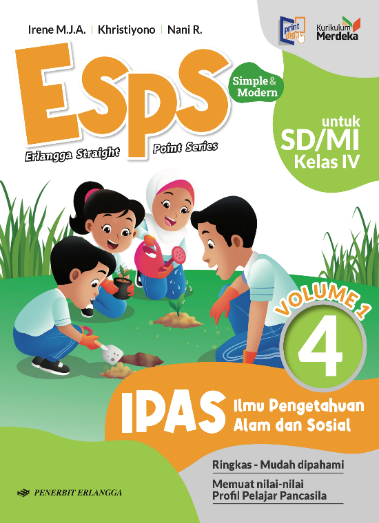 Irene M.J.A. | Khristiyono | Nani R.
print digi
Kurikulum
Merdeka
ESPS
Simple &
Modern
Erlangga Straight Point Series
untuk
SD/MI
Kelas IV
VOLUME 1
4
IPAS
Ilmu Pengetahuan
Alam dan Sosial
Ringkas - Mudah dipahami
Memuat nilai-nilai
Profil Pelajar Pancasila
PENERBIT ERLANGGA